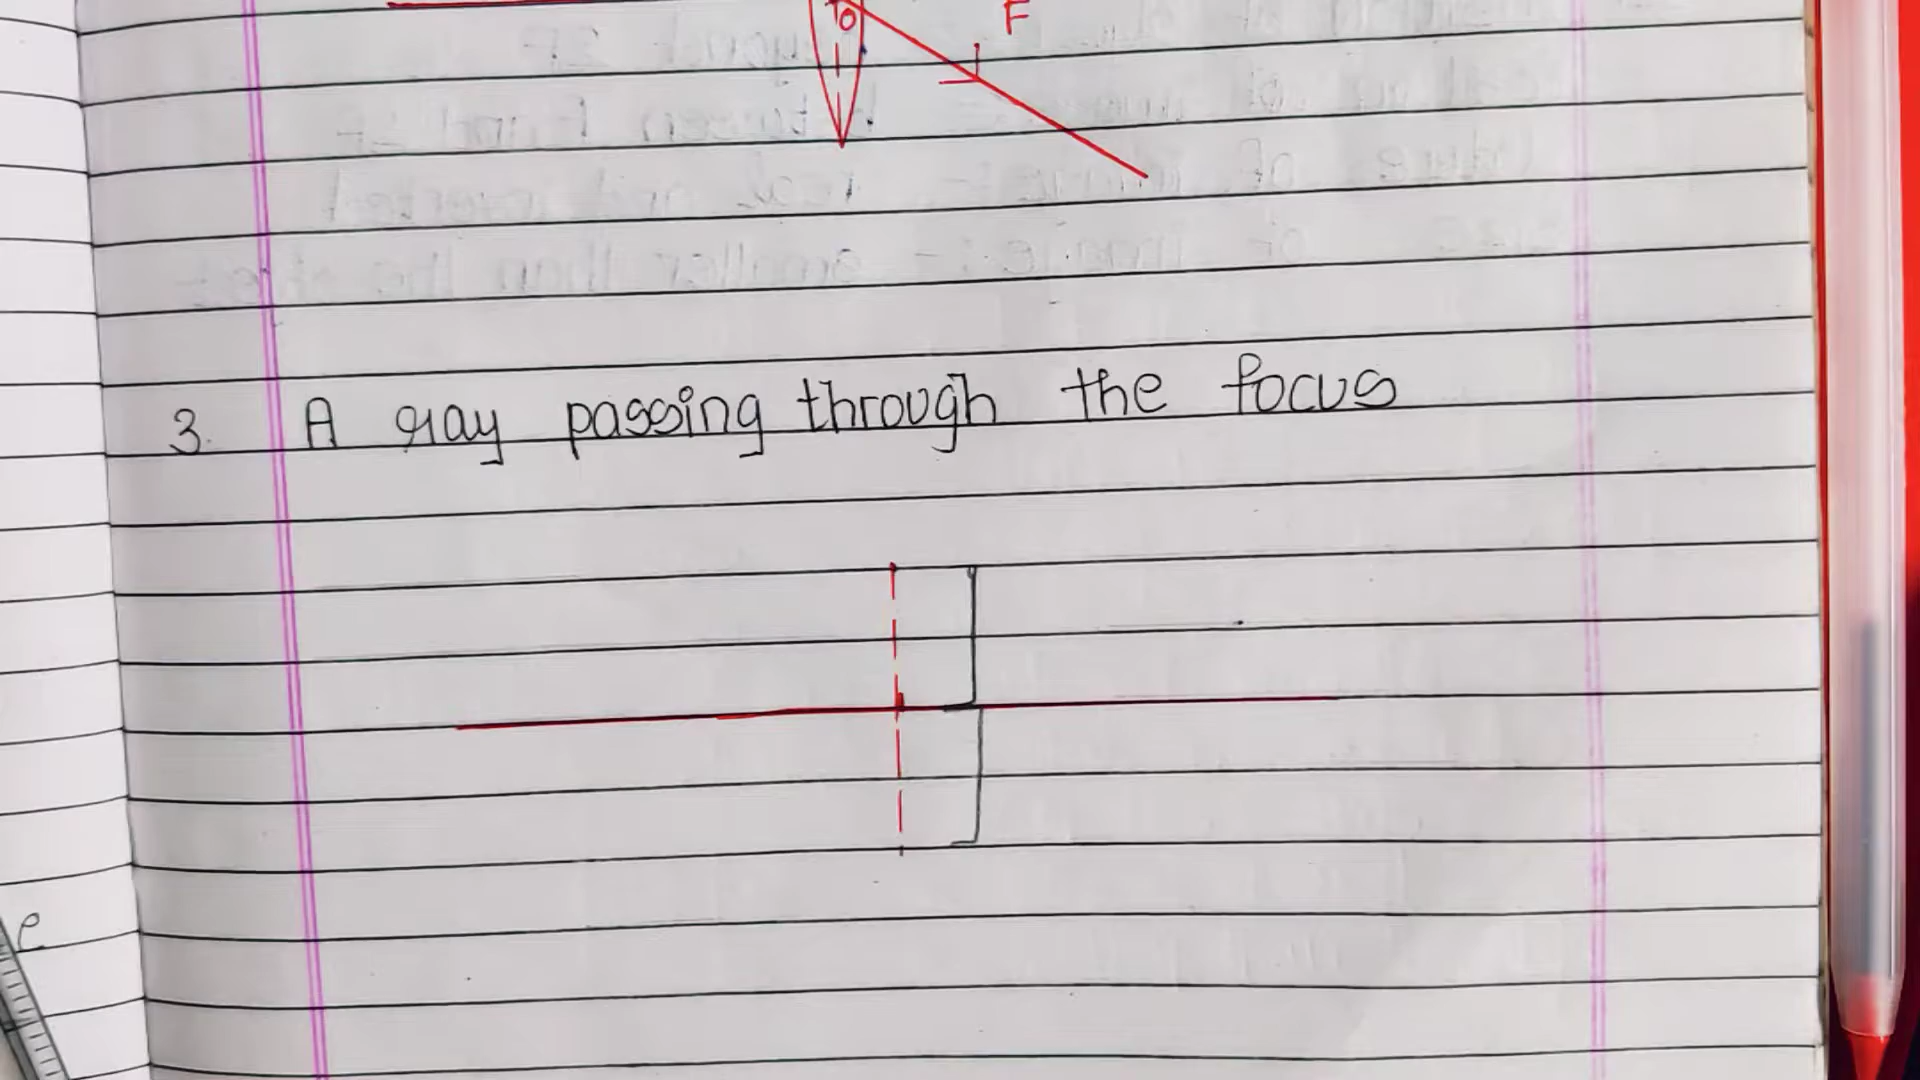 O F
3. A ray passing through the focus
e